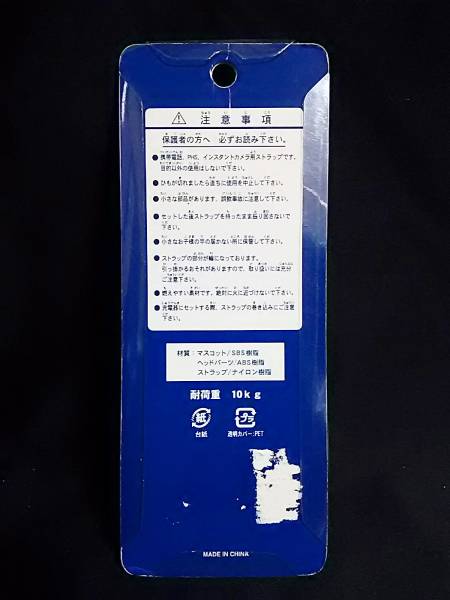 ⚠ 注意事項
保護者の方へ 必ずお読み下さい。
●携帯電話、PHS、インスタントカメラ用ストラップです。
目的以外の使用はしないで下さい。
●ひもが切れましたら直ちに使用を中止して下さい。
●小さな部品があります。誤飲事故に注意して下さい。
●セットした後ストラップを持ったまま振り回さないで
下さい。
●小さなお子様の手の届かない所に保管して下さい。
●ストラップの部分が輪になっております。
引っ掛かるおそれがありますので、取り扱いには充分
ご注意下さい。
●燃えやすい素材です。絶対に火に近づけないで下さい。
●充電器にセットする際、ストラップの巻き込みにご注意
下さい。
材質:マスコット/SBS樹脂
ヘッドパーツ/ABS樹脂
ストラップ/ナイロン樹脂
耐荷重 10kg
紙 プラ
台紙 透明カバー:PET
MADE IN CHINA